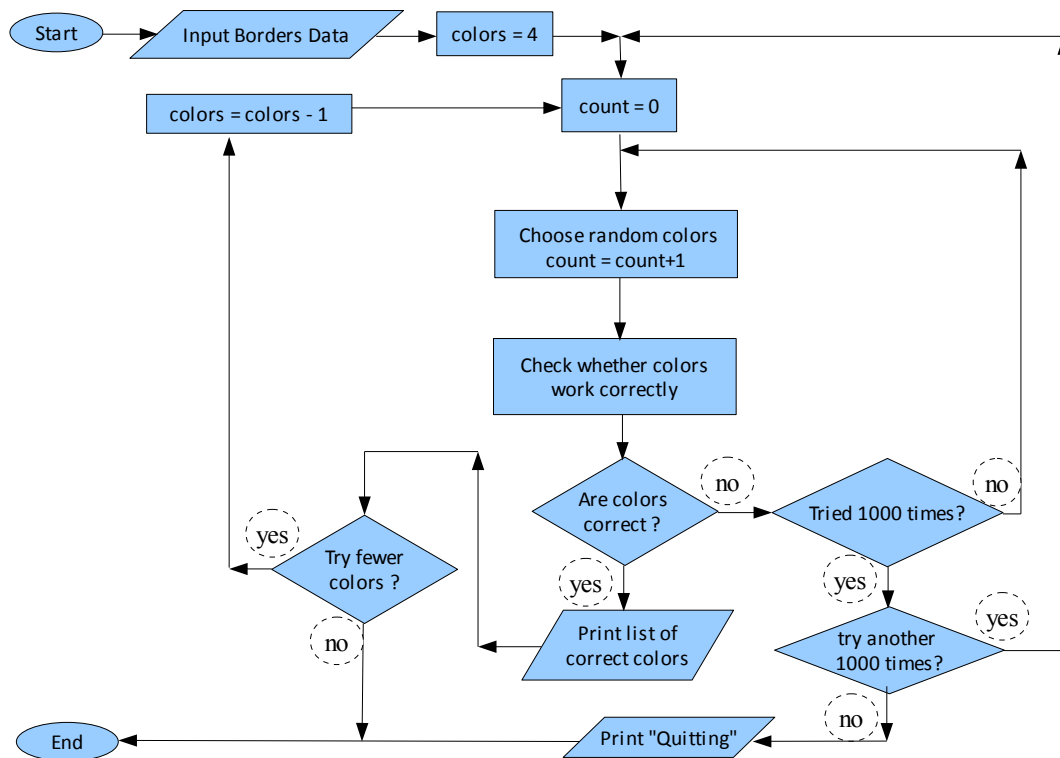 Start
Input Borders Data
colors = 4
colors = colors - 1
count = 0
Choose random colors
count = count+1
Check whether colors
work correctly
Are colors
correct ?
no
Tried 1000 times?
no
yes
Try fewer
colors ?
yes
yes
yes
no
Print list of
correct colors
try another
1000 times?
no
End
Print "Quitting"